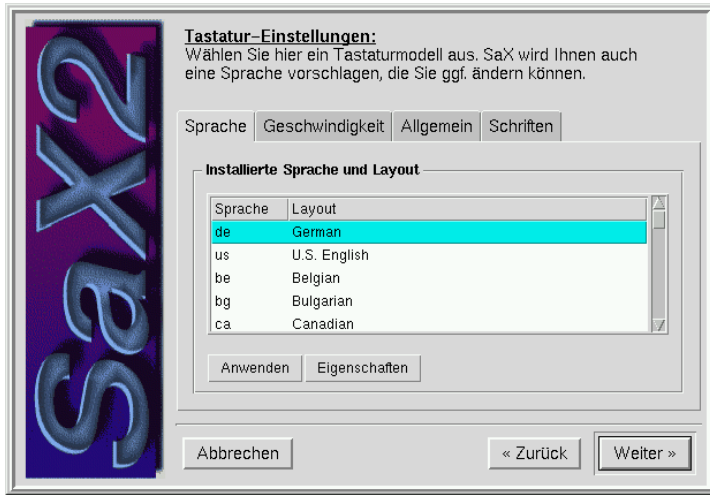 SaX2
Tastatur-Einstellungen:
Wählen Sie hier ein Tastaturmodell aus. SaX wird Ihnen auch
eine Sprache vorschlagen, die Sie ggf. ändern können.
Sprache Geschwindigkeit Allgemein Schriften
Installierte Sprache und Layout
Sprache Layout
de German
us U.S. English
be Belgian
bg Bulgarian
ca Canadian
Anwenden Eigenschaften
Abbrechen « Zurück Weiter »